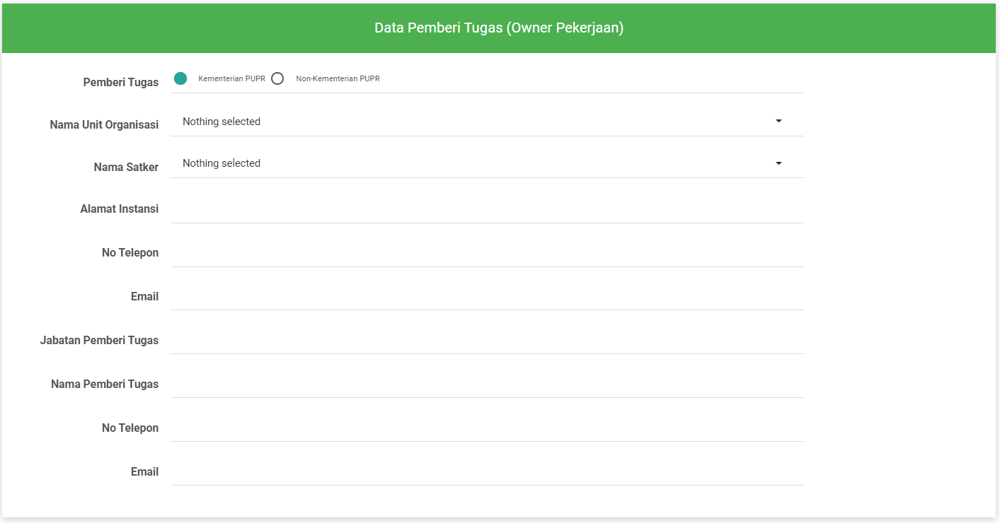 Data Pemberi Tugas (Owner Pekerjaan)
Pemberi Tugas Kementerian PUPR Non-Kementerian PUPR
Nama Unit Organisasi Nothing selected
Nama Satker Nothing selected
Alamat Instansi
No Telepon
Email
Jabatan Pemberi Tugas
Nama Pemberi Tugas
No Telepon
Email